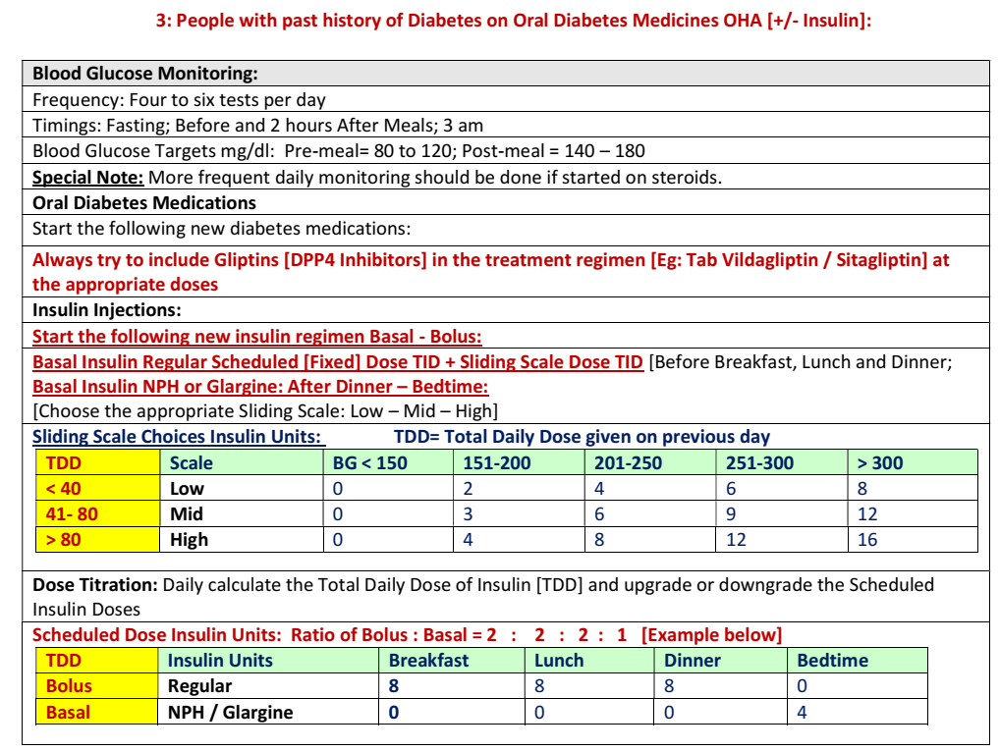 3: People with past history of Diabetes on Oral Diabetes Medicines OHA [+/- Insulin]:
Blood Glucose Monitoring:
Frequency: Four to six tests per day
Timings: Fasting; Before and 2 hours After Meals; 3 am
Blood Glucose Targets mg/dl:  Pre-meal= 80 to 120; Post-meal = 140 – 180
Special Note: More frequent daily monitoring should be done if started on steroids.
Oral Diabetes Medications
Start the following new diabetes medications:
Always try to include Gliptins [DPP4 Inhibitors] in the treatment regimen [Eg: Tab Vildagliptin / Sitagliptin] at
the appropriate doses
Insulin Injections:
Start the following new insulin regimen Basal - Bolus:
Basal Insulin Regular Scheduled [Fixed] Dose TID + Sliding Scale Dose TID [Before Breakfast, Lunch and Dinner;
Basal Insulin NPH or Glargine: After Dinner – Bedtime:
[Choose the appropriate Sliding Scale: Low – Mid – High]
Sliding Scale Choices Insulin Units: TDD= Total Daily Dose given on previous day
TDD Scale BG < 150 151-200 201-250 251-300 > 300
< 40 Low 0 2 4 6 8
41- 80 Mid 0 3 6 9 12
> 80 High 0 4 8 12 16
Dose Titration: Daily calculate the Total Daily Dose of Insulin [TDD] and upgrade or downgrade the Scheduled
Insulin Doses
Scheduled Dose Insulin Units:  Ratio of Bolus : Basal = 2 : 2 : 2 : 1 [Example below]
TDD Insulin Units Breakfast Lunch Dinner Bedtime
Bolus Regular 8 8 8 0
Basal NPH / Glargine 0 0 0 4